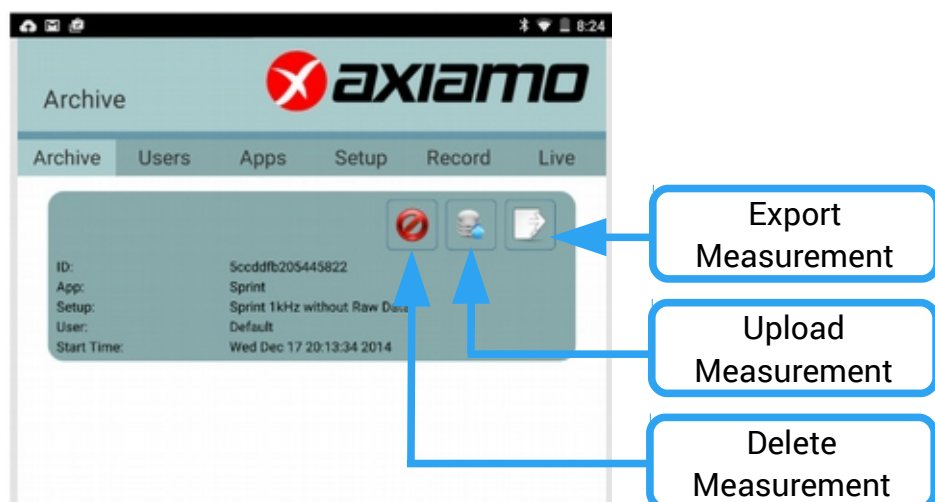 8:24
Archive
axiamo
Archive Users Apps Setup Record Live
Export
Measurement
ID: 5ccddfb205445822
App: Sprint
Setup: Sprint 1kHz without Raw Data
User: Default
Start Time: Wed Dec 17 20:13:34 2014
Upload
Measurement
Delete
Measurement